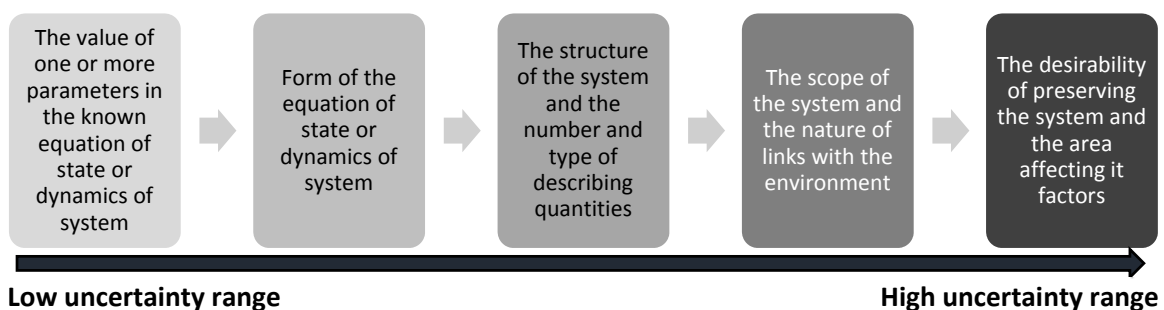 The value of
one or more
parameters in
the known
equation of
state or
dynamics of
system
Form of the
equation of
state or
dynamics of
system
The structure
of the system
and the
number and
type of
describing
quantities
The scope of
the system and
the nature of
links with the
environment
The desirability
of preserving
the system and
the area
affecting it
factors
Low uncertainty range
High uncertainty range